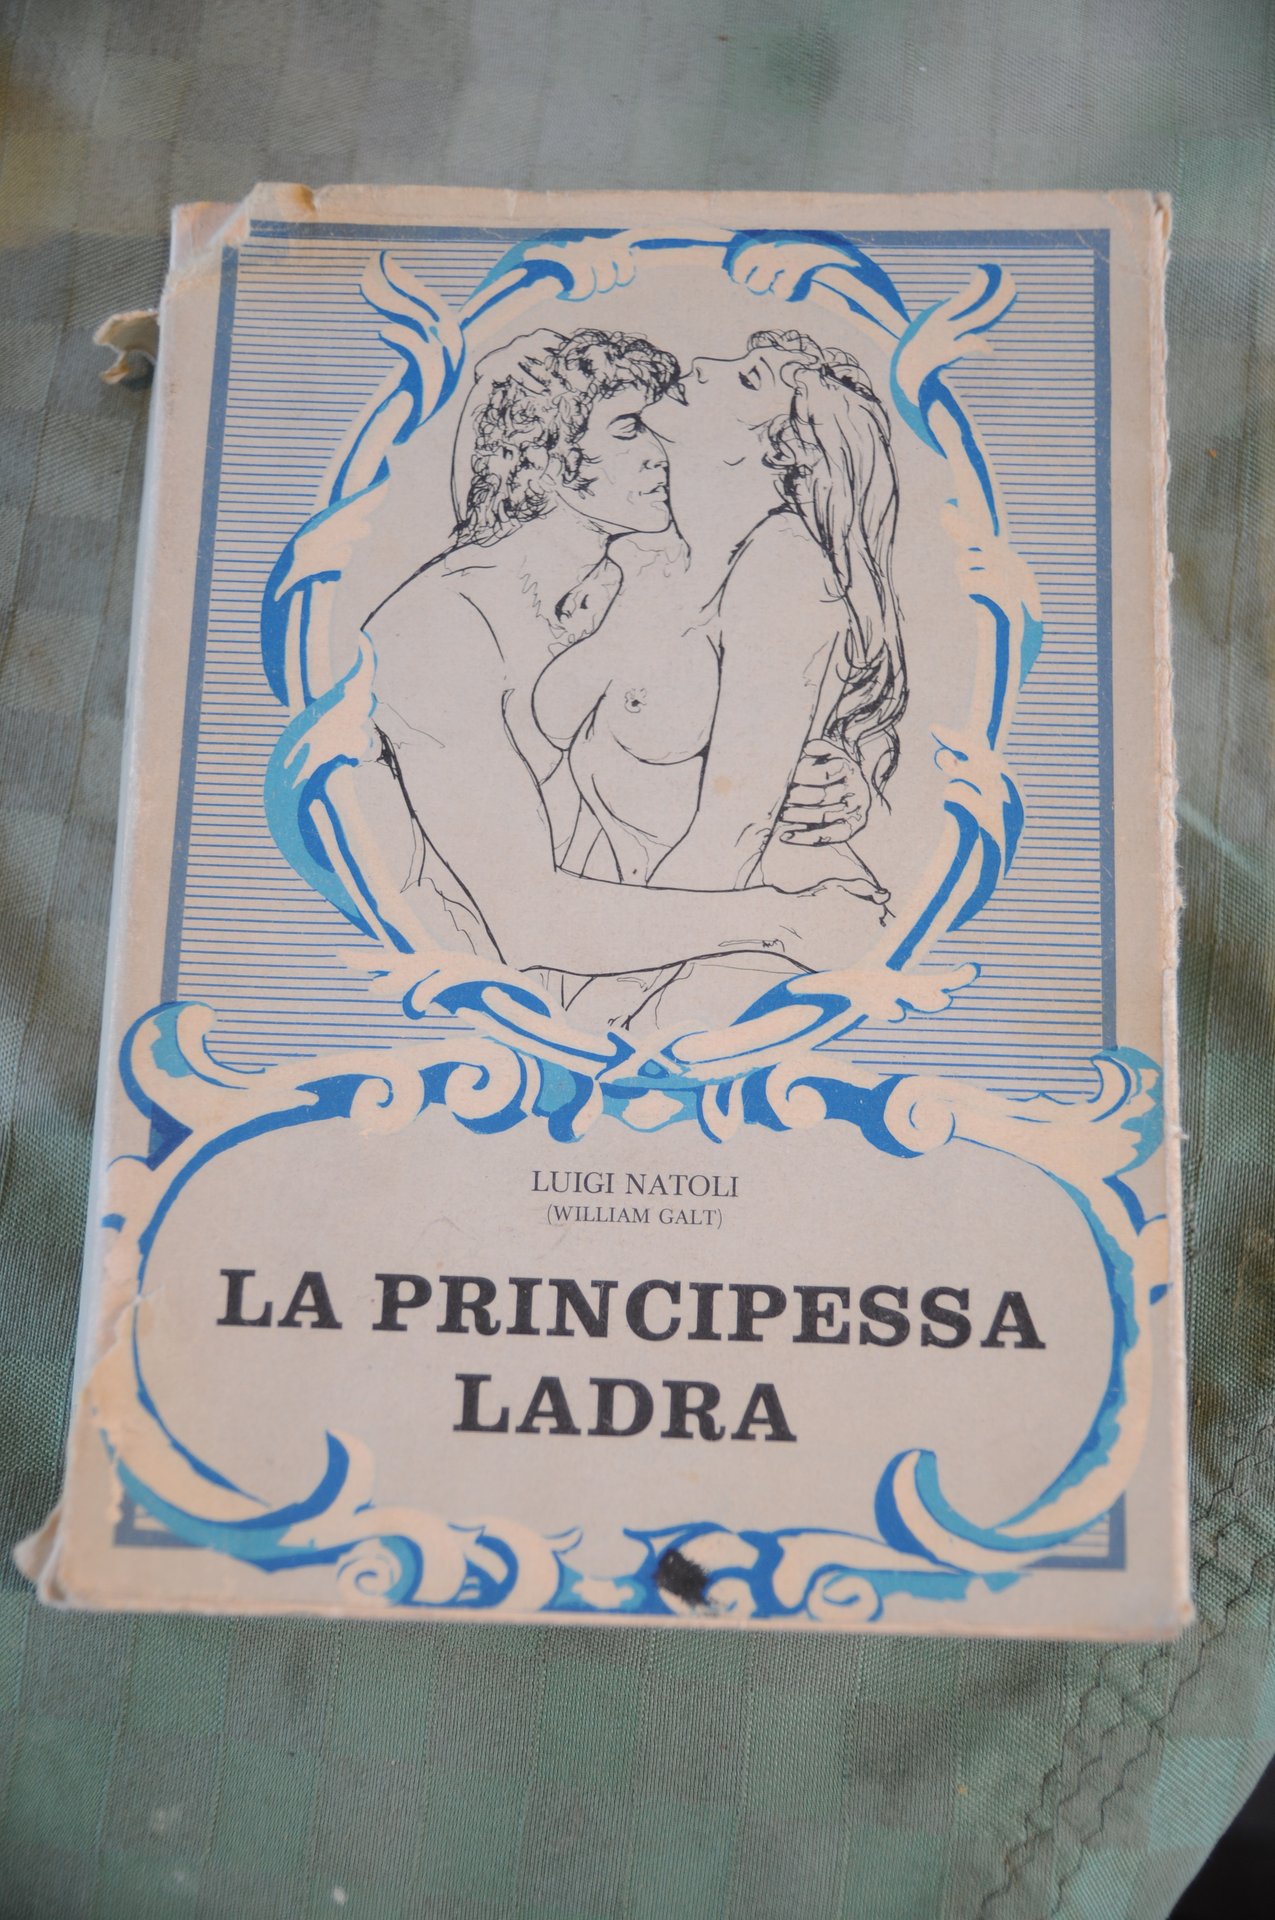 LUIGI NATOLI
(WILLIAM GALT)
LA PRINCIPESSA
LADRA